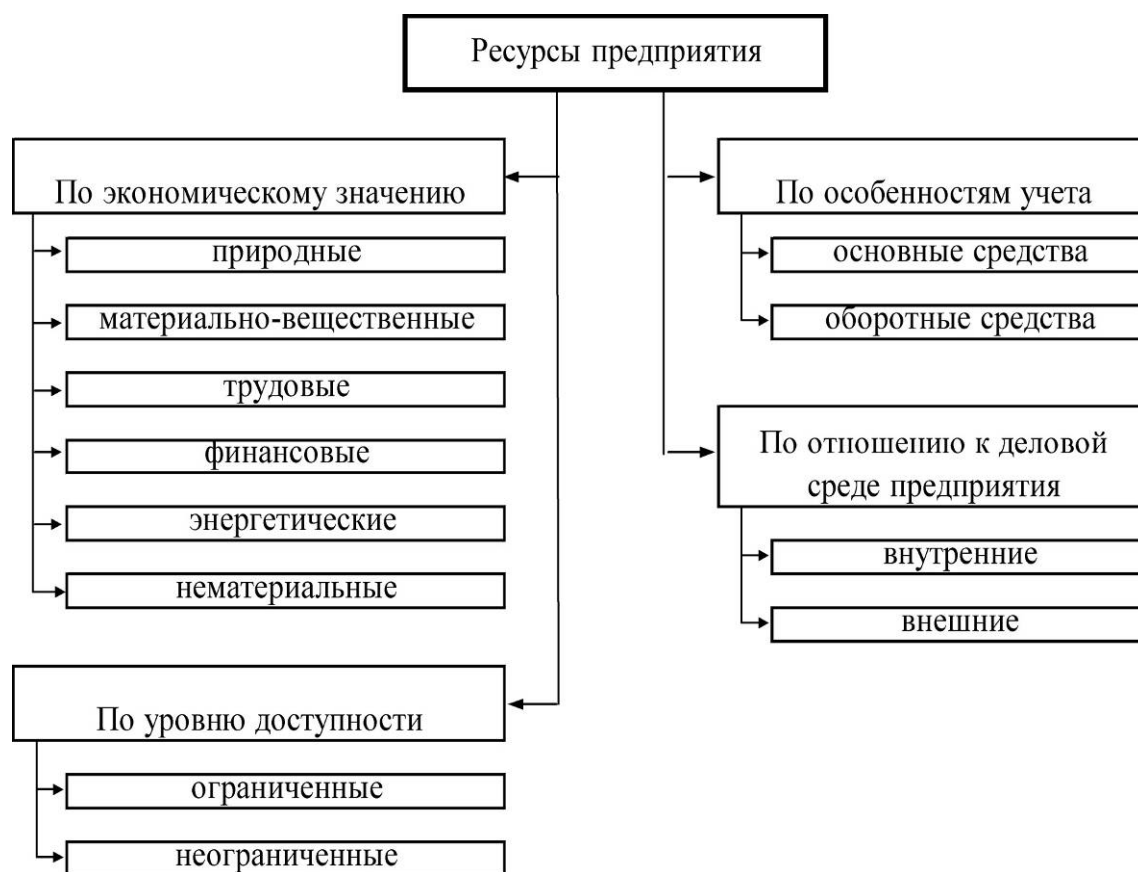 Ресурсы предприятия
По экономическому значению
природные
материально-вещественные
трудовые
финансовые
энергетические
нематериальные
По уровню доступности
ограниченные
неограниченные
По особенностям учета
основные средства
оборотные средства
По отношению к деловой
среде предприятия
внутренние
внешние